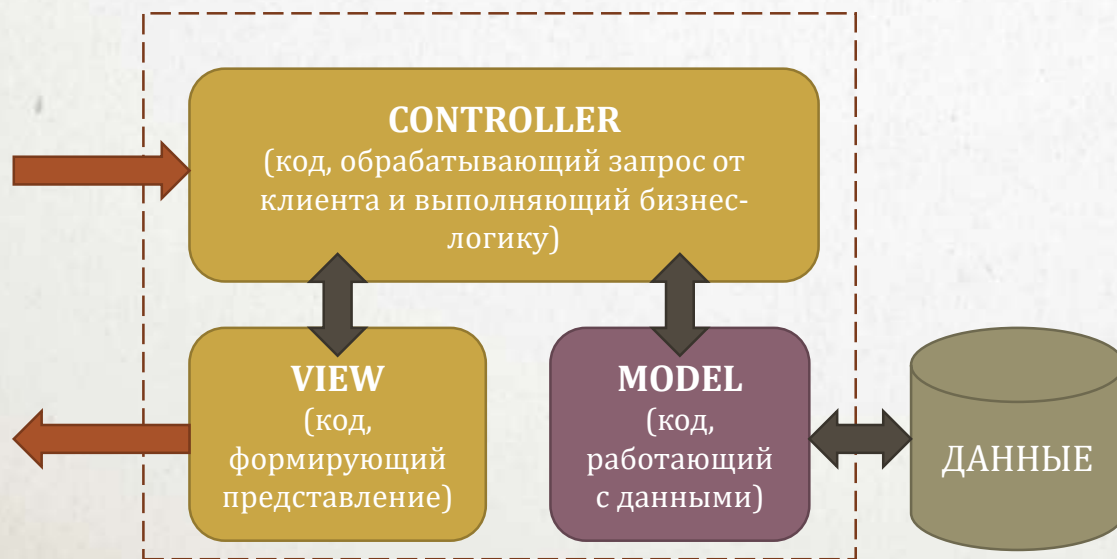 CONTROLLER
(код, обрабатывающий запрос от
клиента и выполняющий бизнес-
логику)
VIEW
(код,
формирующий
представление)
MODEL
(код,
работающий
с данными)
ДАННЫЕ